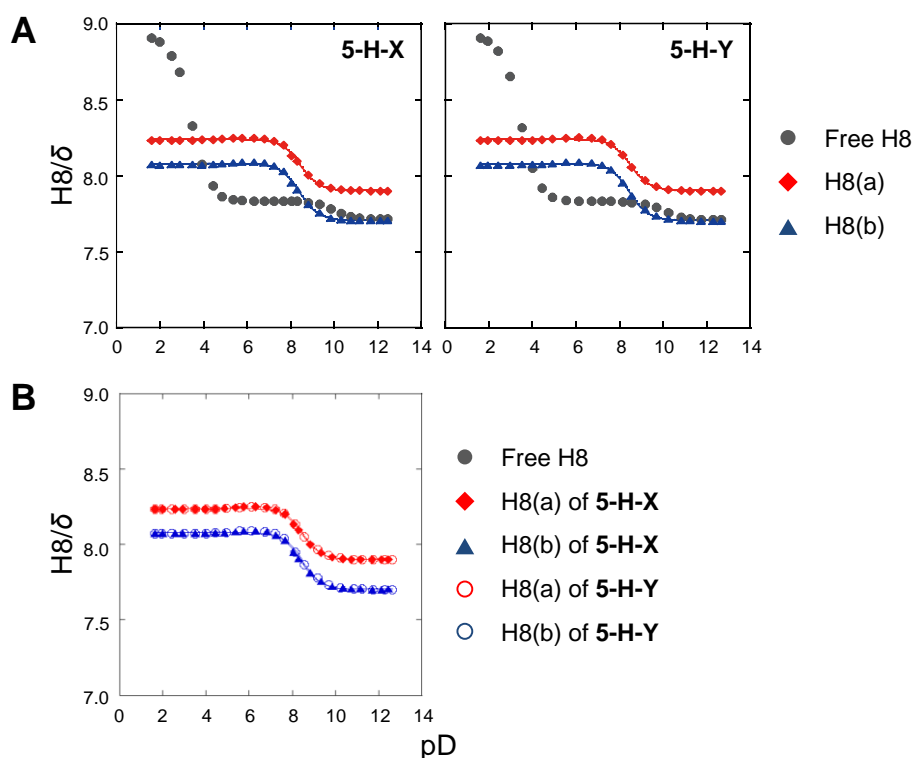 A
5-H-X
5-H-Y
H8/δ
9.0
8.5
8.0
7.5
7.0
0 2 4 6 8 10 12 14
0 2 4 6 8 10 12 14
Free H8
H8(a)
H8(b)
B
H8/δ
9.0
8.5
8.0
7.5
7.0
0 2 4 6 8 10 12 14
pD
Free H8
H8(a) of 5-H-X
H8(b) of 5-H-X
H8(a) of 5-H-Y
H8(b) of 5-H-Y